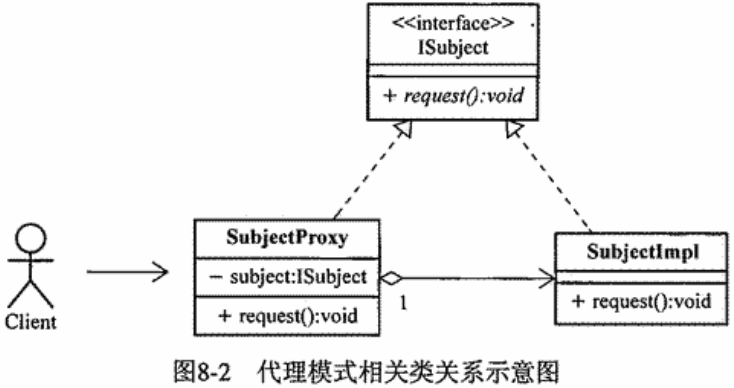 <<interface>>
ISubject
+ request():void
SubjectProxy
− subject:ISubject
+ request():void
1
SubjectImpl
+ request():void
Client
图8-2 代理模式相关类关系示意图